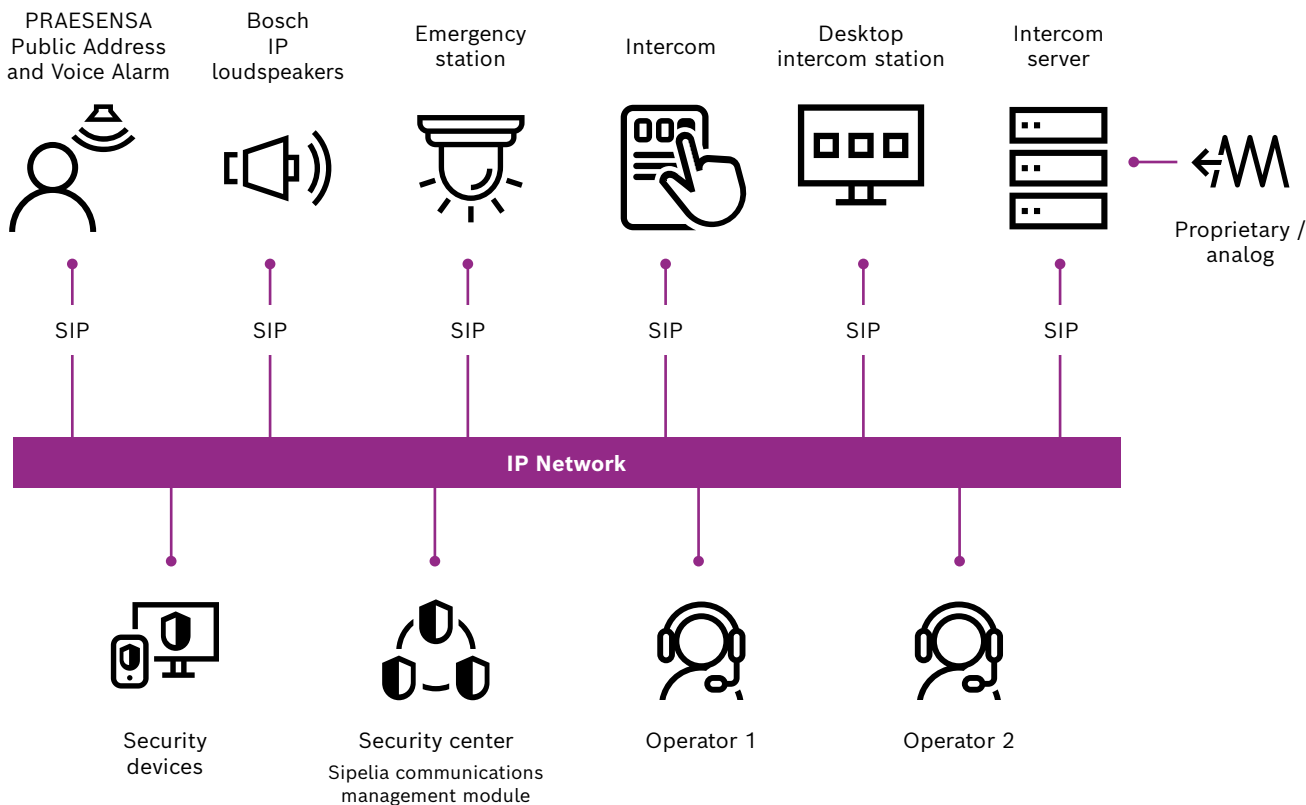 PRAESENSA
Public Address
and Voice Alarm
Bosch
IP
loudspeakers
Emergency
station
Intercom
Desktop
intercom station
Intercom
server
Proprietary /
analog
SIP
SIP
SIP
SIP
SIP
SIP
IP Network
Security
devices
Security center
Sipelia communications
management module
Operator 1
Operator 2